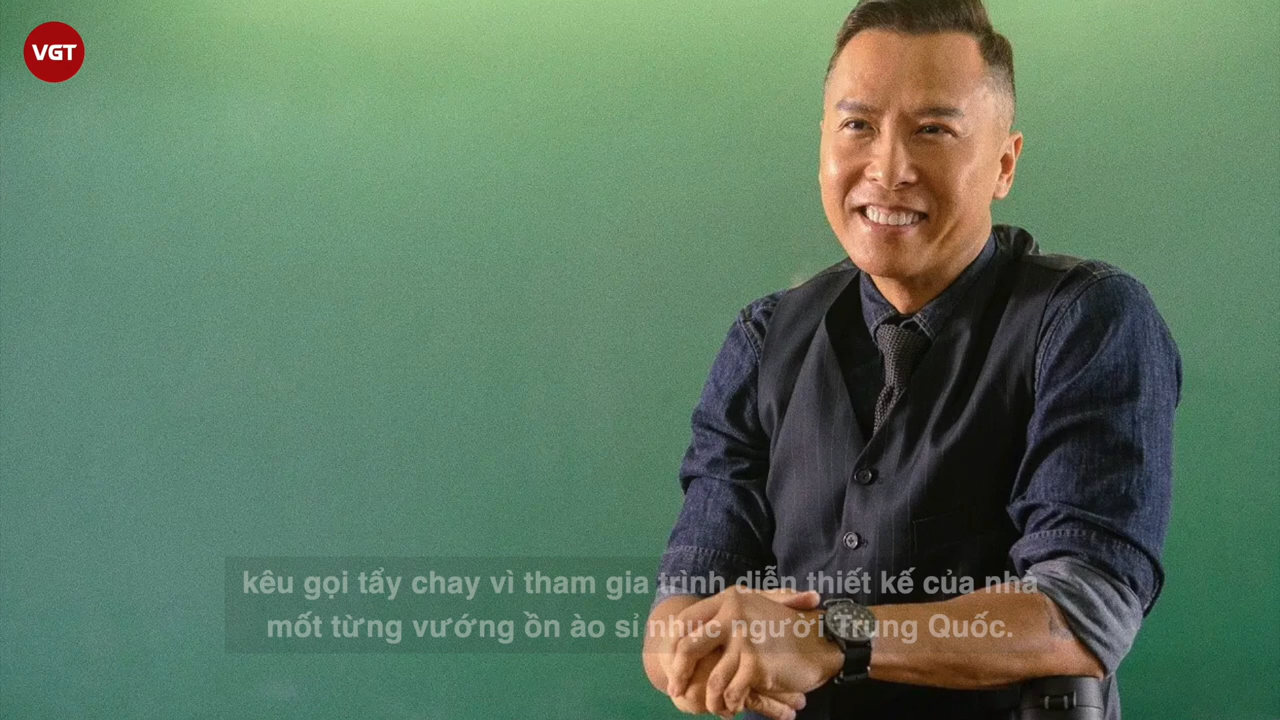 VGT
kêu gọi tẩy chay vì tham gia trình diễn thiết kế của nhà
mốt từng vướng ồn ào sỉ nhục người Trung Quốc.